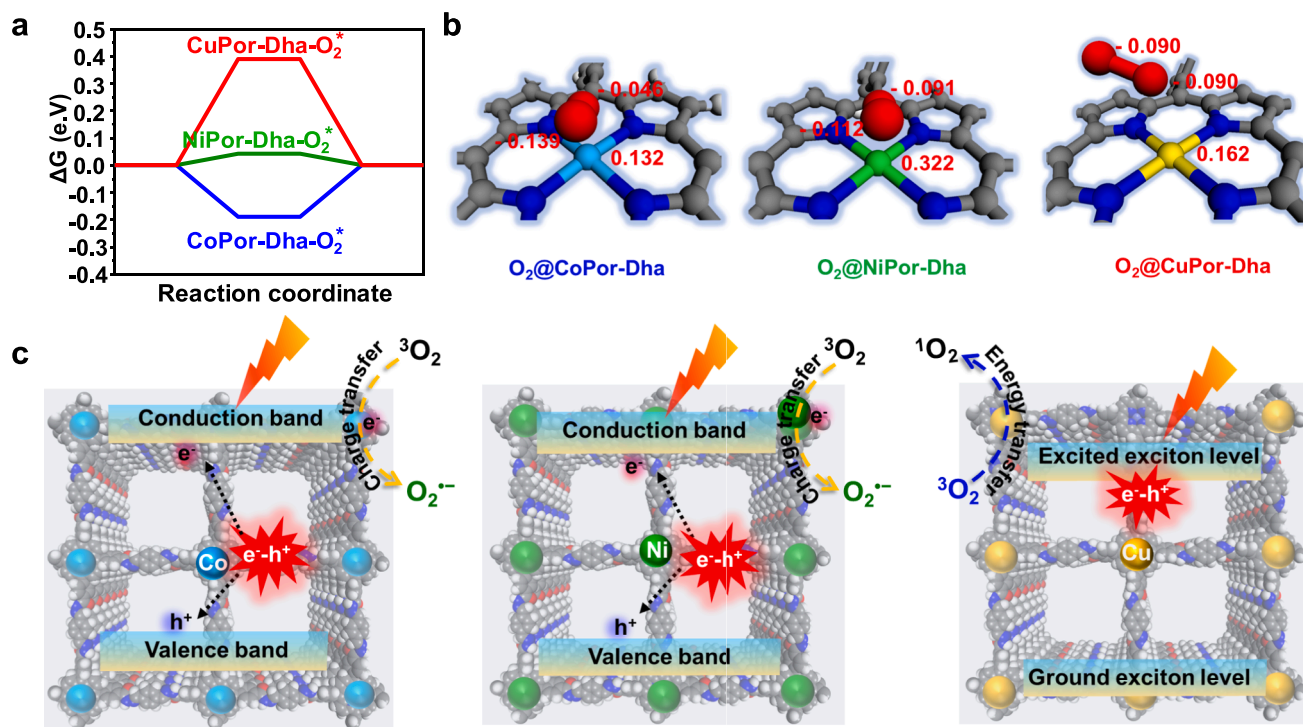 a
0.5
0.4
0.3
0.2
0.1
0.0
-0.1
-0.2
-0.3
-0.4
ΔG (e.V)
CuPor-Dha-O₂*
NiPor-Dha-O₂*
CoPor-Dha-O₂*
Reaction coordinate
b
- 0.046
- 0.139
0.132
O₂@CoPor-Dha
- 0.091
- 0.112
0.322
O₂@NiPor-Dha
- 0.090
- 0.090
0.162
O₂@CuPor-Dha
c
³O₂
Charge transfer
Conduction band
e⁻
e⁻
O₂•⁻
Co
e⁻-h⁺
h⁺
Valence band
³O₂
Charge transfer
Conduction band
e⁻
e⁻
O₂•⁻
Ni
e⁻-h⁺
h⁺
Valence band
¹O₂
Energy transfer
³O₂
Excited exciton level
e⁻-h⁺
Cu
Ground exciton level